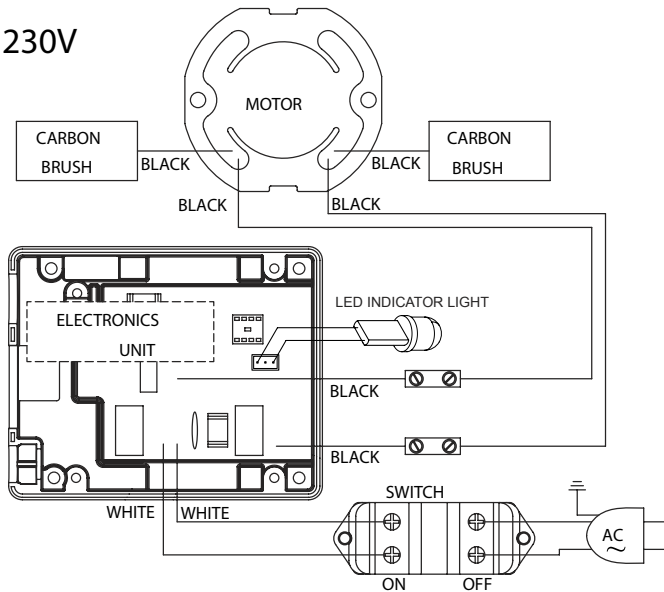 230V
MOTOR
CARBON
BRUSH
BLACK
BLACK
CARBON
BRUSH
BLACK
BLACK
ELECTRONICS
UNIT
LED INDICATOR LIGHT
BLACK
BLACK
WHITE
WHITE
SWITCH
ON
OFF
AC
~